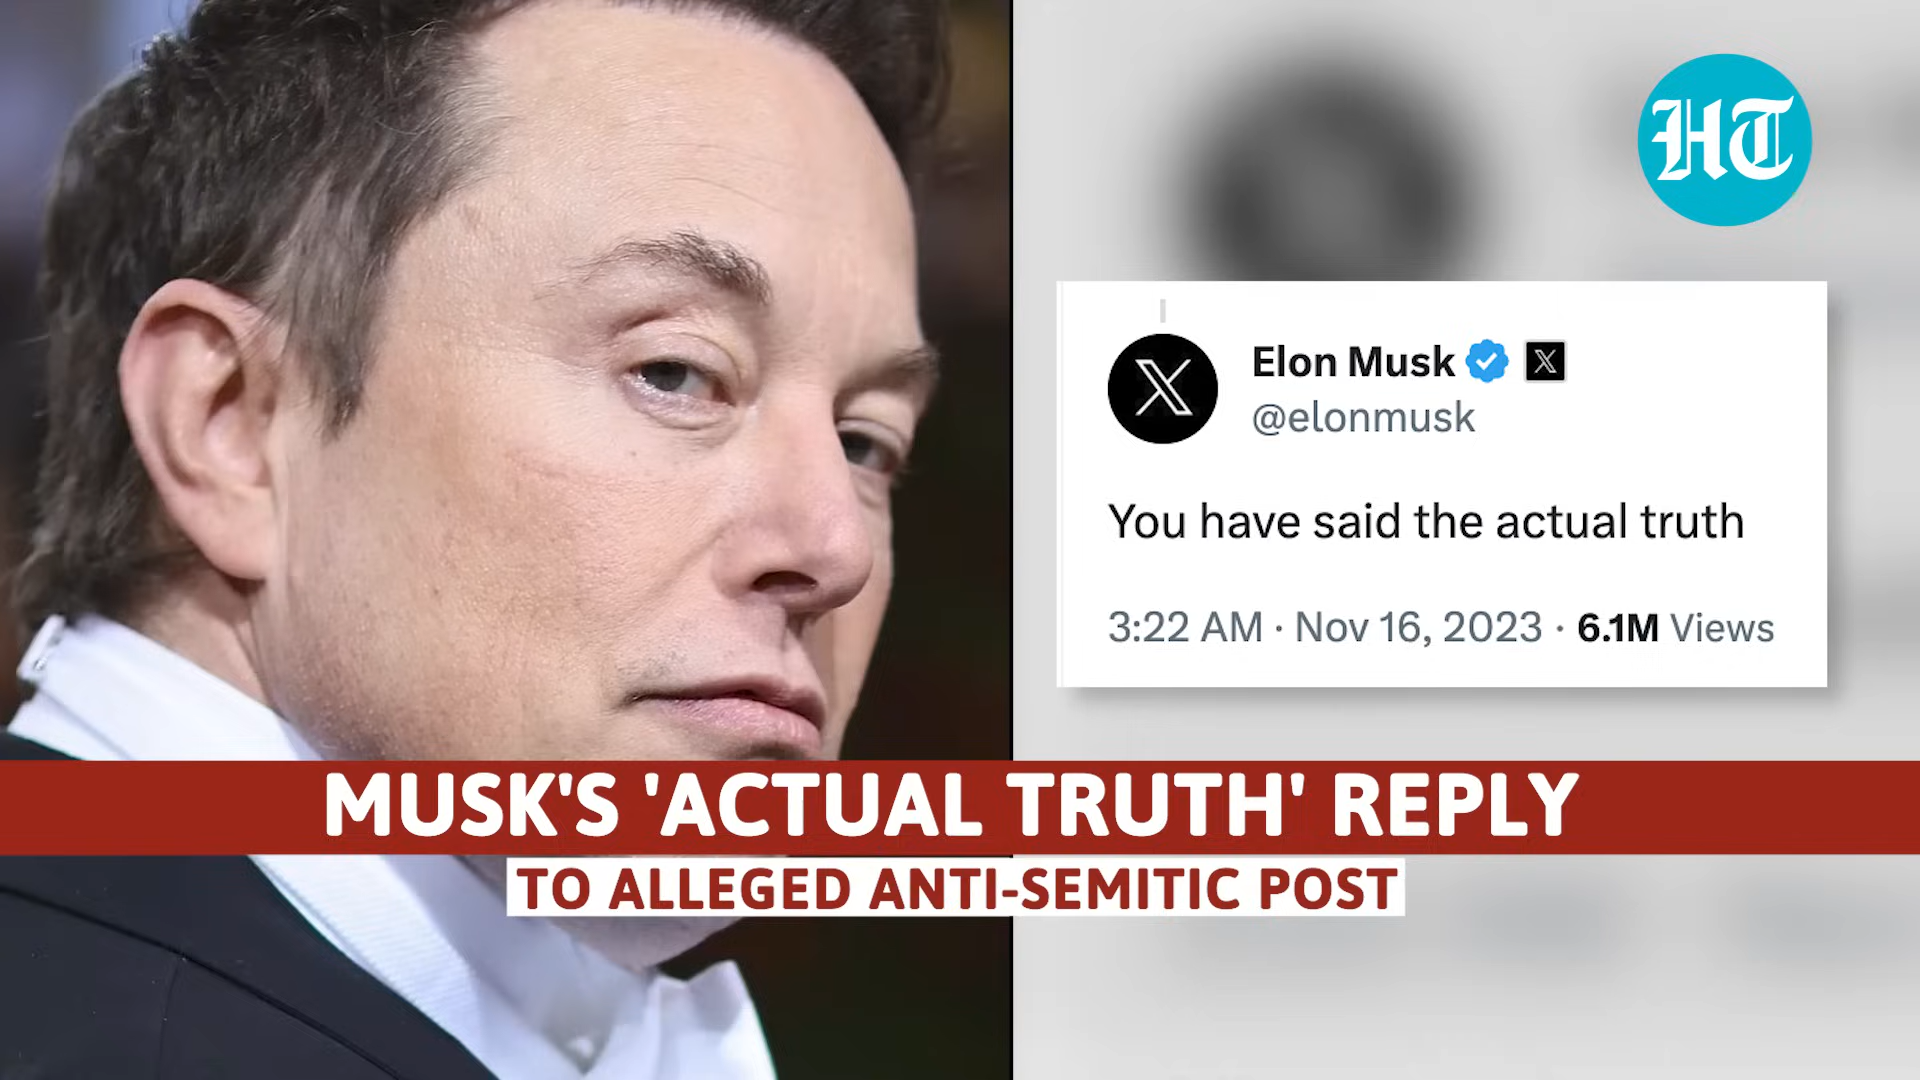 HT
Elon Musk
@elonmusk
You have said the actual truth
3:22 AM · Nov 16, 2023 · 6.1M Views
MUSK'S 'ACTUAL TRUTH' REPLY
TO ALLEGED ANTI-SEMITIC POST